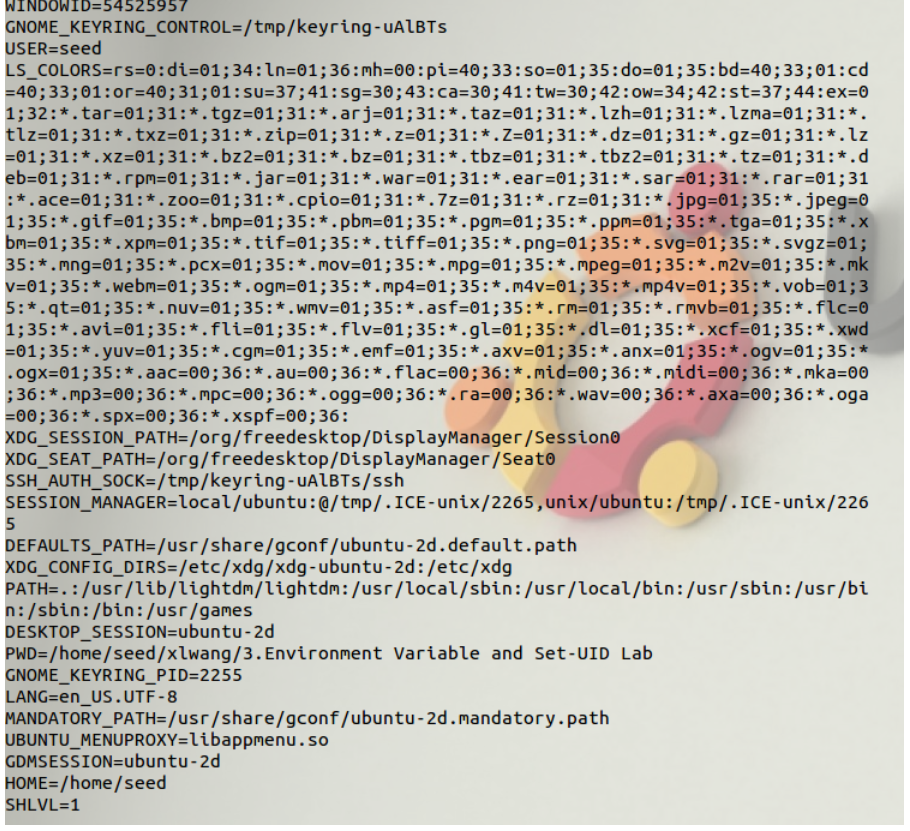 WINDOWID=54525957
GNOME_KEYRING_CONTROL=/tmp/keyring-uAlBTs
USER=seed
LS_COLORS=rs=0:di=01;34:ln=01;36:mh=00:pi=40;33:so=01;35:do=01;35:bd=40;33;01:cd
=40;33;01:or=40;31;01:su=37;41:sg=30;43:ca=30;41:tw=30;42:ow=34;42:st=37;44:ex=0
1;32:*.tar=01;31:*.tgz=01;31:*.arj=01;31:*.taz=01;31:*.lzh=01;31:*.lzma=01;31:*.
tlz=01;31:*.txz=01;31:*.zip=01;31:*.z=01;31:*.Z=01;31:*.dz=01;31:*.gz=01;31:*.lz
=01;31:*.xz=01;31:*.bz2=01;31:*.bz=01;31:*.tbz=01;31:*.tbz2=01;31:*.tz=01;31:*.d
eb=01;31:*.rpm=01;31:*.jar=01;31:*.war=01;31:*.ear=01;31:*.sar=01;31:*.rar=01;31
:*.ace=01;31:*.zoo=01;31:*.cpio=01;31:*.7z=01;31:*.rz=01;31:*.jpg=01;35:*.jpeg=0
1;35:*.gif=01;35:*.bmp=01;35:*.pbm=01;35:*.pgm=01;35:*.ppm=01;35:*.tga=01;35:*.x
bm=01;35:*.xpm=01;35:*.tif=01;35:*.tiff=01;35:*.png=01;35:*.svg=01;35:*.svgz=01;
35:*.mng=01;35:*.pcx=01;35:*.mov=01;35:*.mpg=01;35:*.mpeg=01;35:*.m2v=01;35:*.mk
v=01;35:*.webm=01;35:*.ogm=01;35:*.mp4=01;35:*.m4v=01;35:*.mp4v=01;35:*.vob=01;3
5:*.qt=01;35:*.nuv=01;35:*.wmv=01;35:*.asf=01;35:*.rm=01;35:*.rmvb=01;35:*.flc=0
1;35:*.avi=01;35:*.fli=01;35:*.flv=01;35:*.gl=01;35:*.dl=01;35:*.xcf=01;35:*.xwd
=01;35:*.yuv=01;35:*.cgm=01;35:*.emf=01;35:*.axv=01;35:*.anx=01;35:*.ogv=01;35:*
.ogx=01;35:*.aac=00;36:*.au=00;36:*.flac=00;36:*.mid=00;36:*.midi=00;36:*.mka=00
;36:*.mp3=00;36:*.mpc=00;36:*.ogg=00;36:*.ra=00;36:*.wav=00;36:*.axa=00;36:*.oga
=00;36:*.spx=00;36:*.xspf=00;36:
XDG_SESSION_PATH=/org/freedesktop/DisplayManager/Session0
XDG_SEAT_PATH=/org/freedesktop/DisplayManager/Seat0
SSH_AUTH_SOCK=/tmp/keyring-uAlBTs/ssh
SESSION_MANAGER=local/ubuntu:@/tmp/.ICE-unix/2265,unix/ubuntu:/tmp/.ICE-unix/226
5
DEFAULTS_PATH=/usr/share/gconf/ubuntu-2d.default.path
XDG_CONFIG_DIRS=/etc/xdg/xdg-ubuntu-2d:/etc/xdg
PATH=.:/usr/lib/lightdm/lightdm:/usr/local/sbin:/usr/local/bin:/usr/sbin:/usr/bi
n:/sbin:/bin:/usr/games
DESKTOP_SESSION=ubuntu-2d
PWD=/home/seed/xlwang/3.Environment Variable and Set-UID Lab
GNOME_KEYRING_PID=2255
LANG=en_US.UTF-8
MANDATORY_PATH=/usr/share/gconf/ubuntu-2d.mandatory.path
UBUNTU_MENUPROXY=libappmenu.so
GDMSESSION=ubuntu-2d
HOME=/home/seed
SHLVL=1